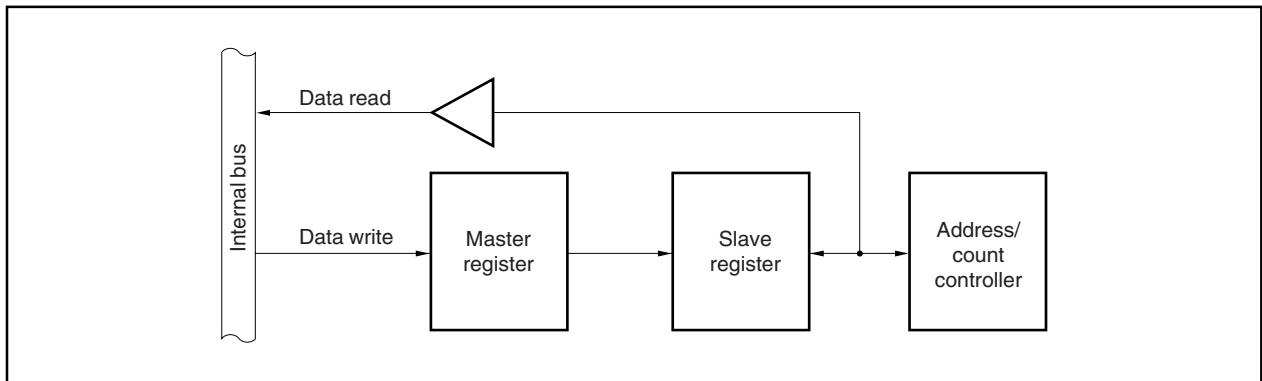 Data read
Internal bus
Data write
Master
register
Slave
register
Address/
count
controller